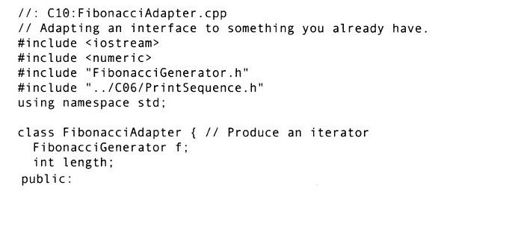 //: C10:FibonacciAdapter.cpp
// Adapting an interface to something you already have.
#include <iostream>
#include <numeric>
#include "FibonacciGenerator.h"
#include "../C06/PrintSequence.h"
using namespace std;

class FibonacciAdapter { // Produce an iterator
  FibonacciGenerator f;
  int length;
public: